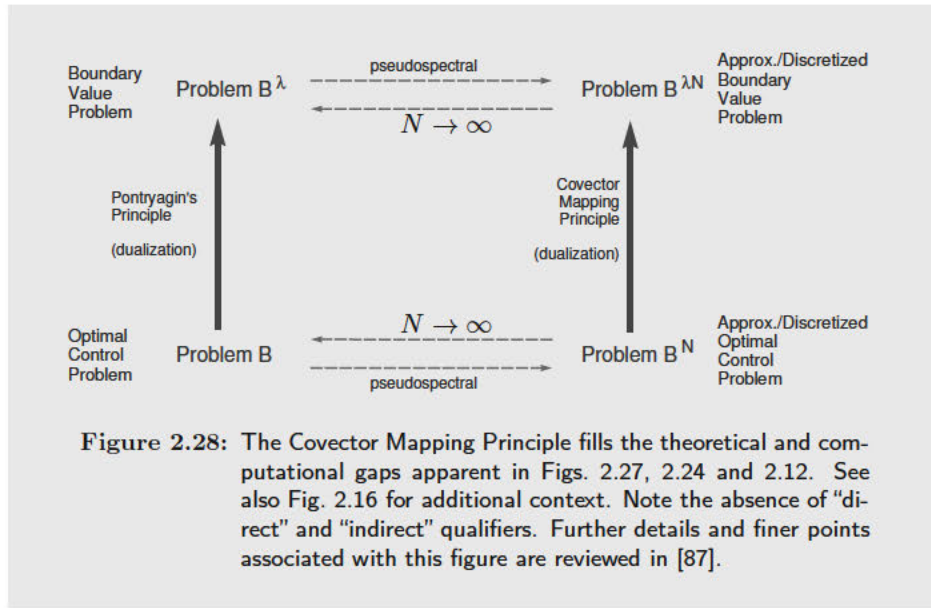 Boundary
Value
Problem
Problem B λ
pseudospectral
N → ∞
Problem B λN
Approx./Discretized
Boundary
Value
Problem
Pontryagin's
Principle
(dualization)
Covector
Mapping
Principle
(dualization)
Optimal
Control
Problem
Problem B
N → ∞
pseudospectral
Problem B N
Approx./Discretized
Optimal
Control
Problem
Figure 2.28: The Covector Mapping Principle fills the theoretical and com-
putational gaps apparent in Figs. 2.27, 2.24 and 2.12. See
also Fig. 2.16 for additional context. Note the absence of “di-
rect” and “indirect” qualifiers. Further details and finer points
associated with this figure are reviewed in [87].